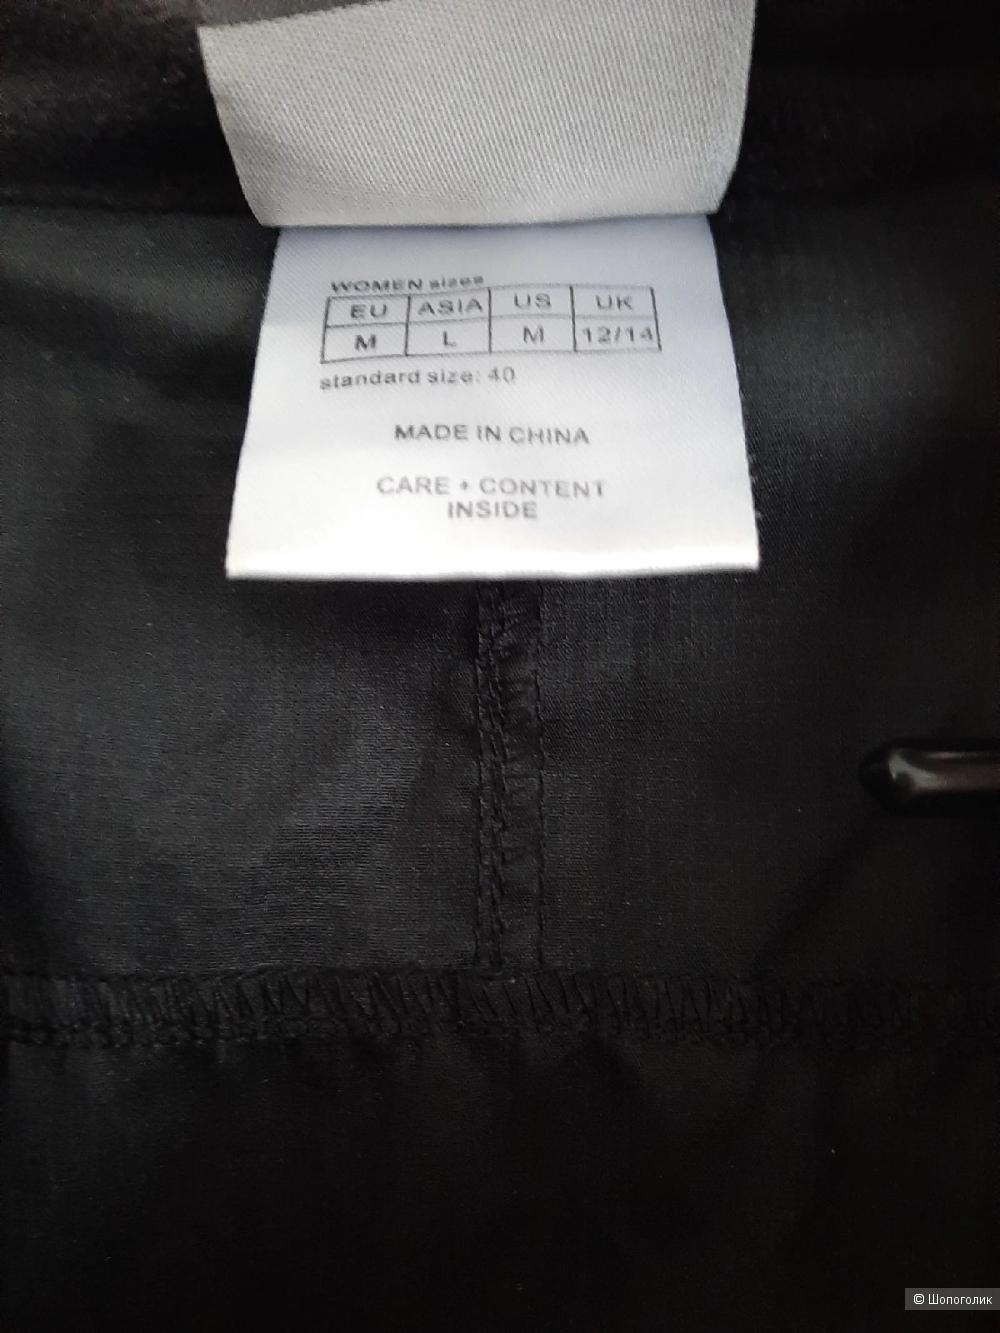 WOMEN sizes
EU ASIA US UK
M L M 12/14
standard size: 40
MADE IN CHINA
CARE + CONTENT
INSIDE
© Шопоголик